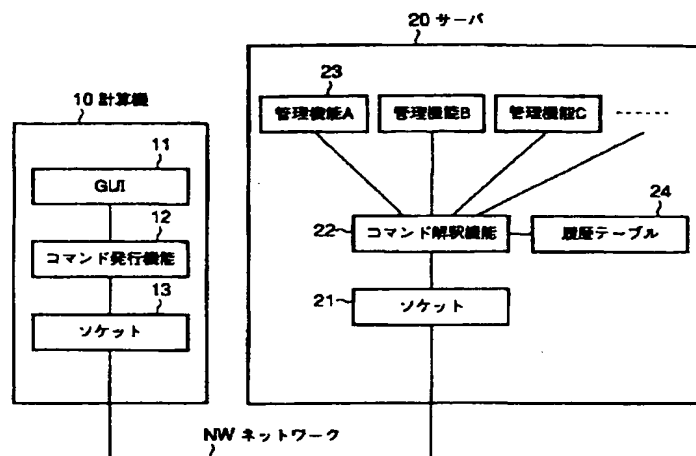 20 サーバ
23
管理機能A 管理機能B 管理機能C
10 計算機
11
GUI
12
コマンド発行機能
13
ソケット
24
22 コマンド解釈機能 履歴テーブル
21 ソケット
NW ネットワーク